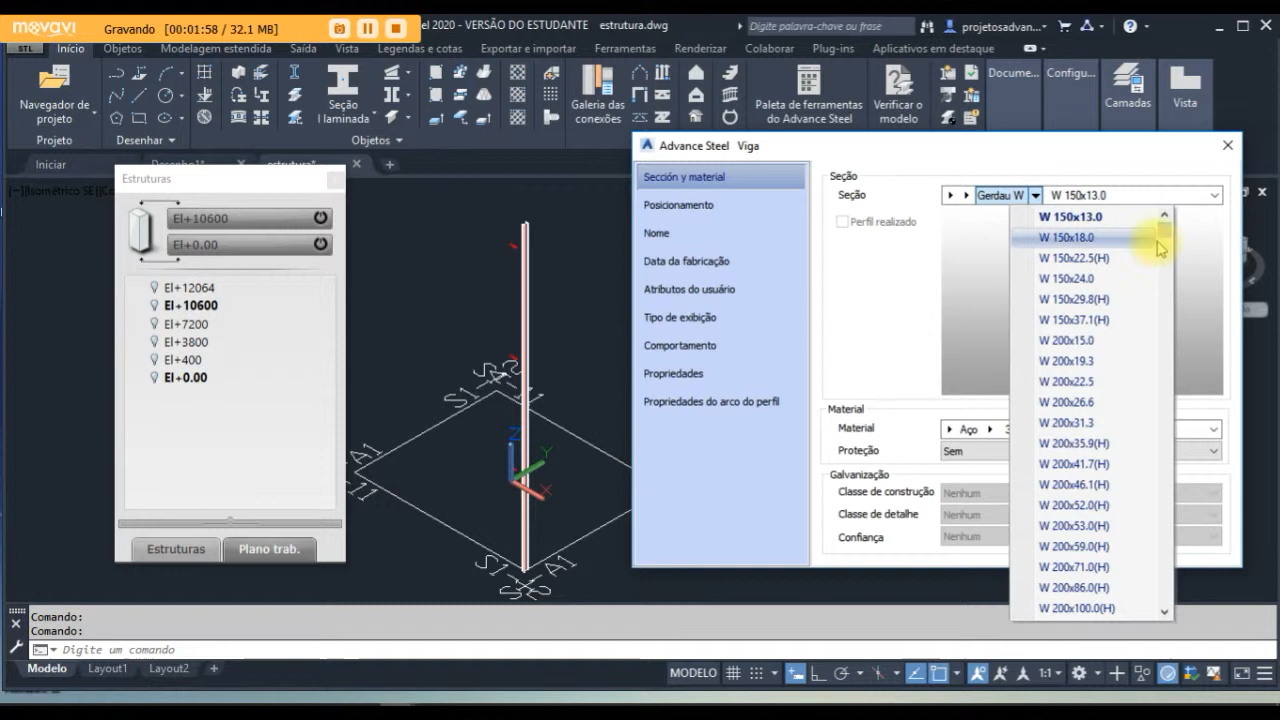 movavi Gravando [00:01:58 / 32.1 MB]
el 2020 - VERSÃO DO ESTUDANTE estrutura.dwg
Digite palavra-chave ou frase
projetosadvan...
STL Início Objetos Modelagem estendida Saída Vista Legendas e cotas Exportar e importar Ferramentas Renderizar Colaborar Plug-ins Aplicativos em destaque
Navegador de projeto
Seção I laminada
Galeria das conexões
Paleta de ferramentas do Advance Steel
Verificar o modelo
Docume... Configu...
Camadas
Vista
Projeto Desenhar Objetos
Iniciar Desenho1* estrutura*
[−][Isométrico SE][Co
Estruturas
El+10600
El+0.00
El+12064
El+10600
El+7200
El+3800
El+400
El+0.00
Estruturas Plano trab.
A1
A1
Z
Y
X
Advance Steel Viga
Sección y material
Posicionamento
Nome
Data da fabricação
Atributos do usuário
Tipo de exibição
Comportamento
Propriedades
Propriedades do arco do perfil
Seção
Seção Gerdau W W 150x13.0
Perfil realizado
W 150x13.0
W 150x18.0
W 150x22.5(H)
W 150x24.0
W 150x29.8(H)
W 150x37.1(H)
W 200x15.0
W 200x19.3
W 200x22.5
W 200x26.6
W 200x31.3
W 200x35.9(H)
W 200x41.7(H)
W 200x46.1(H)
W 200x52.0(H)
W 200x53.0(H)
W 200x59.0(H)
W 200x71.0(H)
W 200x86.0(H)
W 200x100.0(H)
Material
Material Aço
Proteção Sem
Galvanização
Classe de construção Nenhum
Classe de detalhe Nenhum
Confiança Nenhum
Comando:
Comando:
Digite um comando
Modelo Layout1 Layout2 +
MODELO 1:1